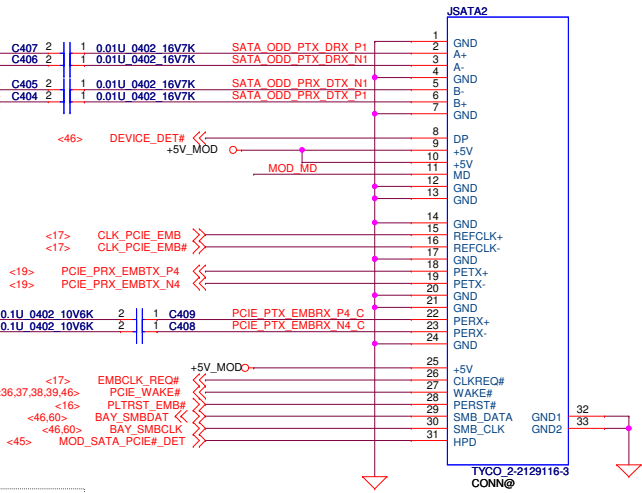 JSATA2
1 GND
C407 2 1 0.01U_0402_16V7K SATA_ODD_PTX_DRX_P1 2 A+
C406 2 1 0.01U_0402_16V7K SATA_ODD_PTX_DRX_N1 3 A-
4 GND
C405 2 1 0.01U_0402_16V7K SATA_ODD_PRX_DTX_N1 5 B-
C404 2 1 0.01U_0402_16V7K SATA_ODD_PRX_DTX_P1 6 B+
7 GND
<46> DEVICE_DET# 8 DP
+5V_MOD 9 +5V
10 +5V
MOD_MD 11 MD
12 GND
13 GND
14 GND
<17> CLK_PCIE_EMB 15 REFCLK+
<17> CLK_PCIE_EMB# 16 REFCLK-
17 GND
<19> PCIE_PRX_EMBTX_P4 18 PETX+
<19> PCIE_PRX_EMBTX_N4 19 PETX-
20 GND
21 GND
0.1U_0402_10V6K 2 1 C409 PCIE_PTX_EMBRX_P4_C 22 PERX+
0.1U_0402_10V6K 2 1 C408 PCIE_PTX_EMBRX_N4_C 23 PERX-
24 GND
+5V_MOD 25 +5V
<17> EMBCLK_REQ# 26 CLKREQ#
36,37,38,39,46> PCIE_WAKE# 27 WAKE#
<16> PLTRST_EMB# 28 PERST#
<46,60> BAY_SMBDAT 29 SMB_DATA GND1 32
<46,60> BAY_SMBCLK 30 SMB_CLK GND2 33
<45> MOD_SATA_PCIE#_DET 31 HPD
TYCO_2-2129116-3
CONN@